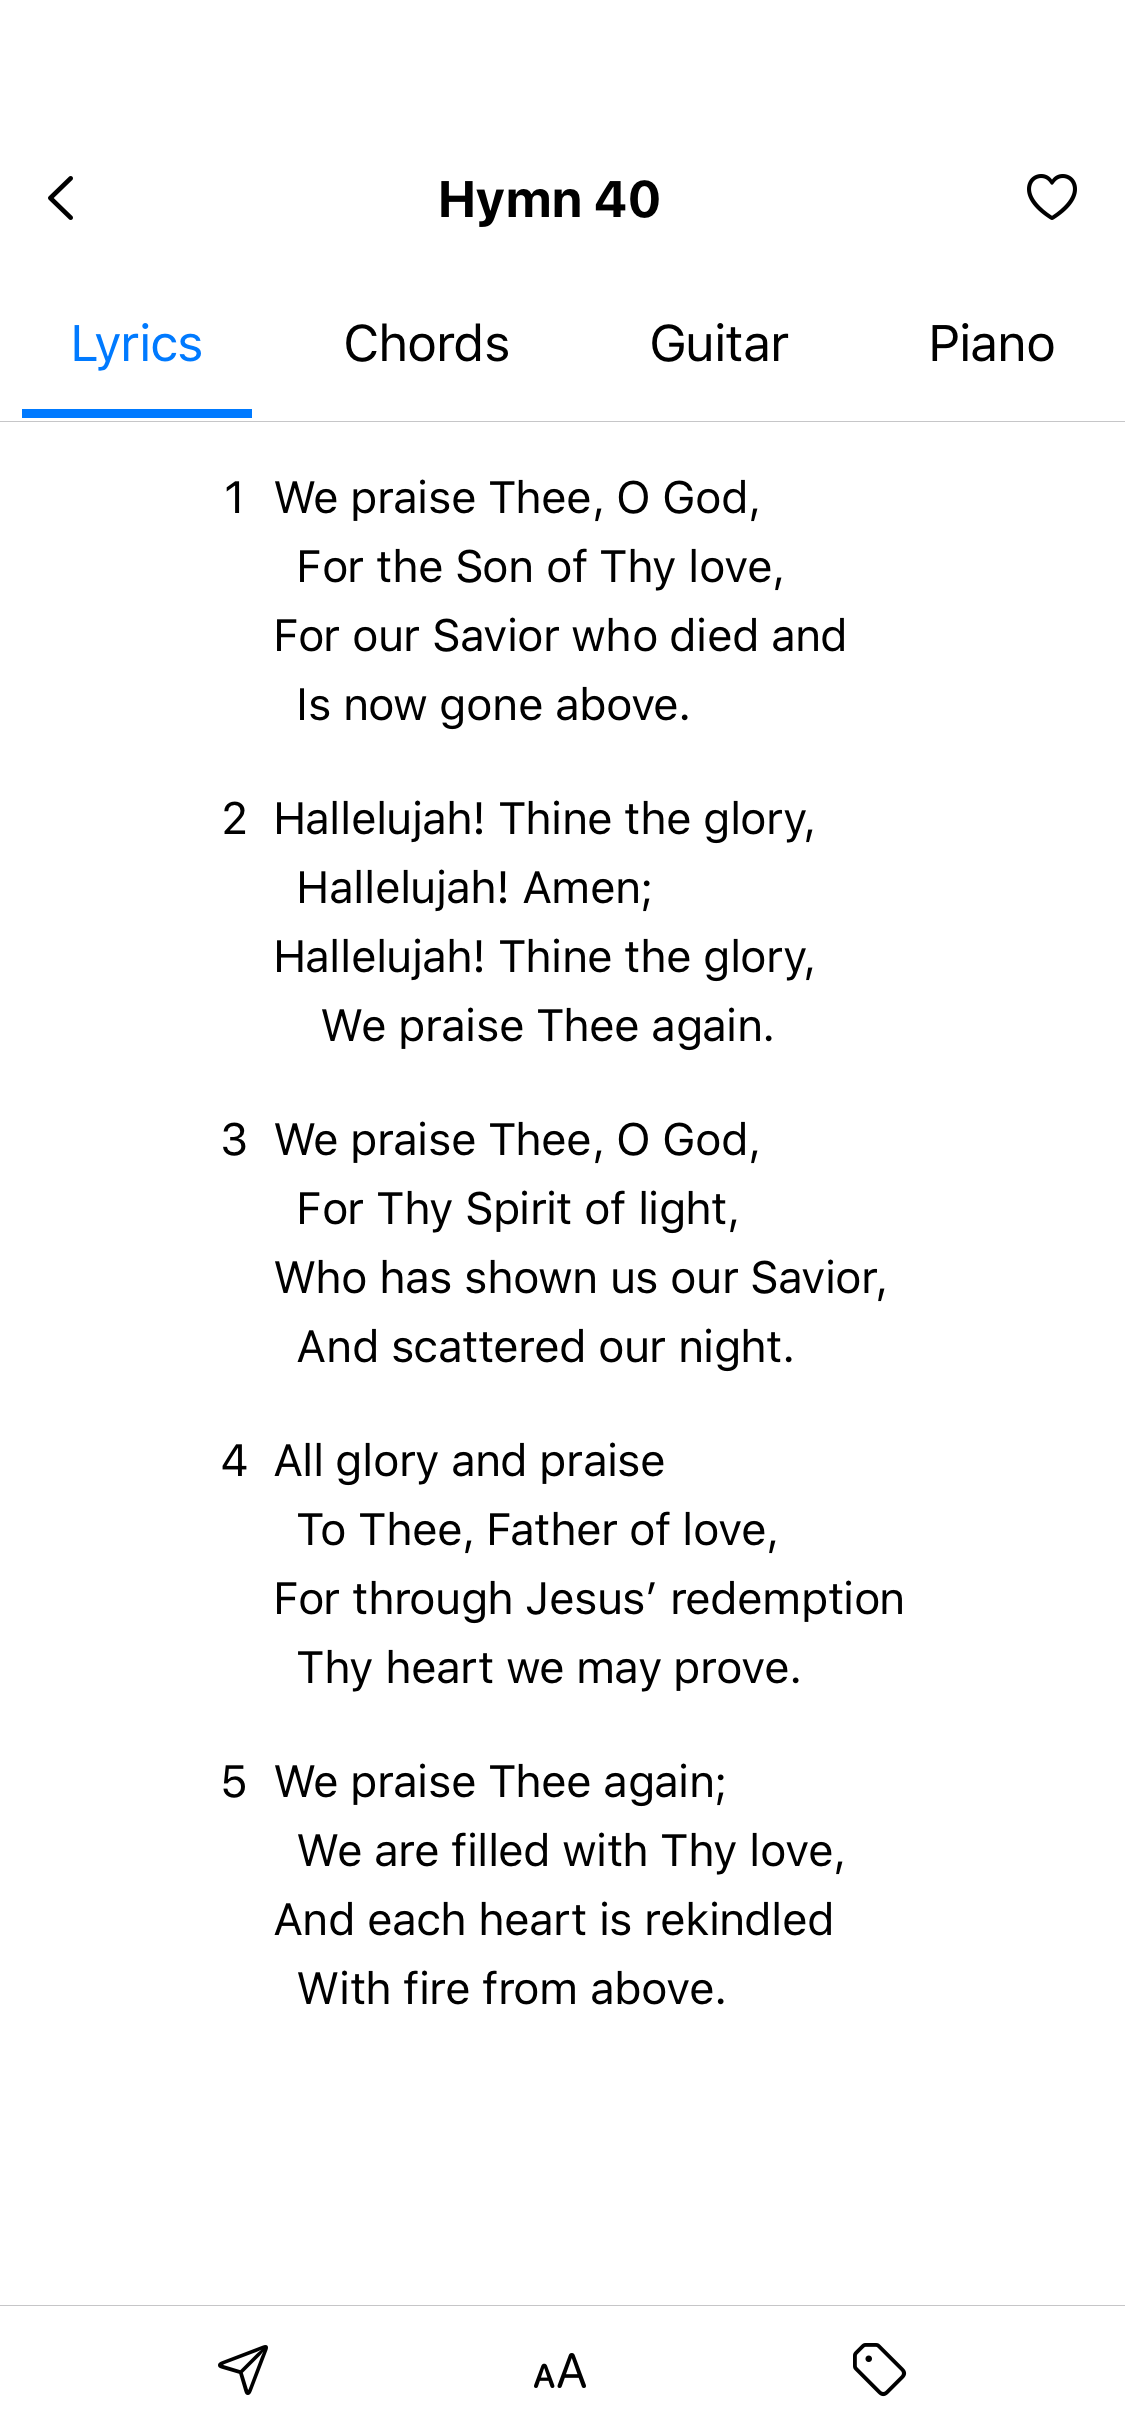 Hymn 40
Lyrics Chords Guitar Piano
1 We praise Thee, O God,
For the Son of Thy love,
For our Savior who died and
Is now gone above.
2 Hallelujah! Thine the glory,
Hallelujah! Amen;
Hallelujah! Thine the glory,
We praise Thee again.
3 We praise Thee, O God,
For Thy Spirit of light,
Who has shown us our Savior,
And scattered our night.
4 All glory and praise
To Thee, Father of love,
For through Jesus’ redemption
Thy heart we may prove.
5 We praise Thee again;
We are filled with Thy love,
And each heart is rekindled
With fire from above.
AA